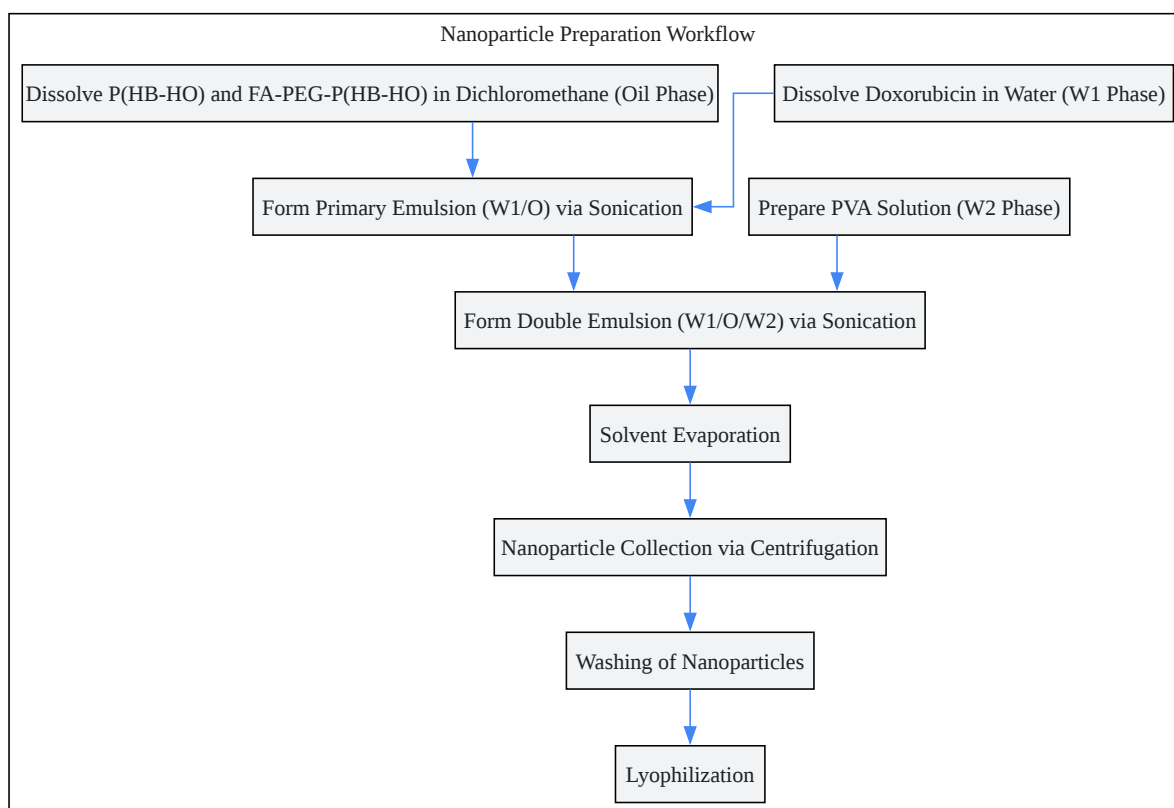 Nanoparticle Preparation Workflow
Dissolve P(HB-HO) and FA-PEG-P(HB-HO) in Dichloromethane (Oil Phase)
Dissolve Doxorubicin in Water (W1 Phase)
Form Primary Emulsion (W1/O) via Sonication
Prepare PVA Solution (W2 Phase)
Form Double Emulsion (W1/O/W2) via Sonication
Solvent Evaporation
Nanoparticle Collection via Centrifugation
Washing of Nanoparticles
Lyophilization